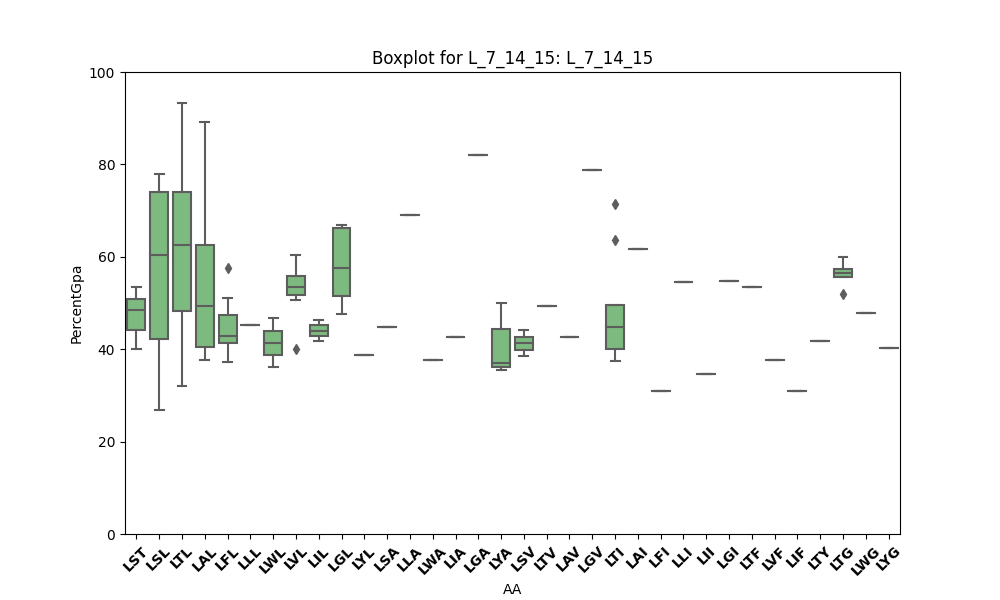 Boxplot for L_7_14_15: L_7_14_15
PercentGpa
100
80
60
40
20
0
LST LSL LTL LAL LFL LLL LWL LVL LIL LGL LYL LSA LLA LWA LIA LGA LYA LSV LTV LAV LGV LTI LAI LFI LLI LII LGI LTF LVF LIF LTY LTG LWG LYG
AA